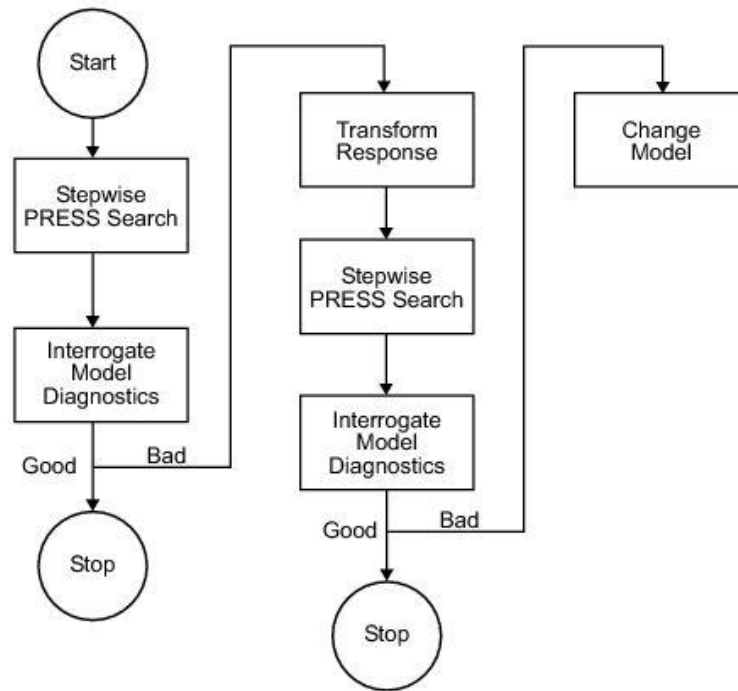 Start
Stepwise
PRESS Search
Interrogate
Model
Diagnostics
Good
Bad
Stop
Transform
Response
Stepwise
PRESS Search
Interrogate
Model
Diagnostics
Good
Bad
Stop
Change
Model